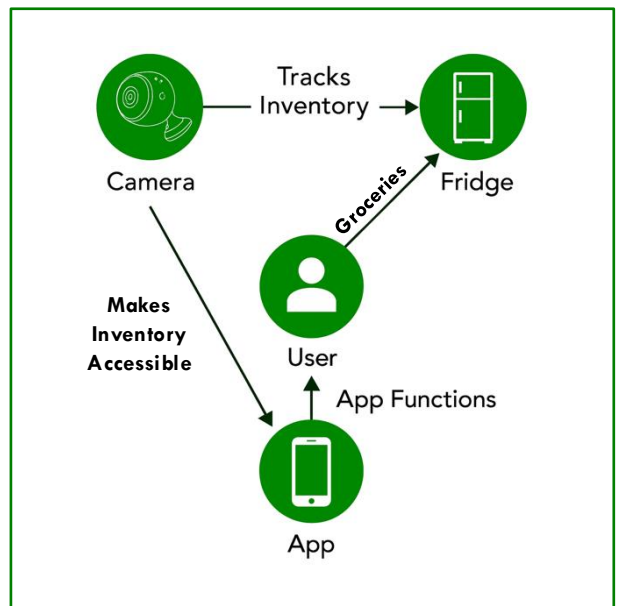 Tracks
Inventory
Camera
Fridge
Groceries
Makes
Inventory
Accessible
User
App Functions
App